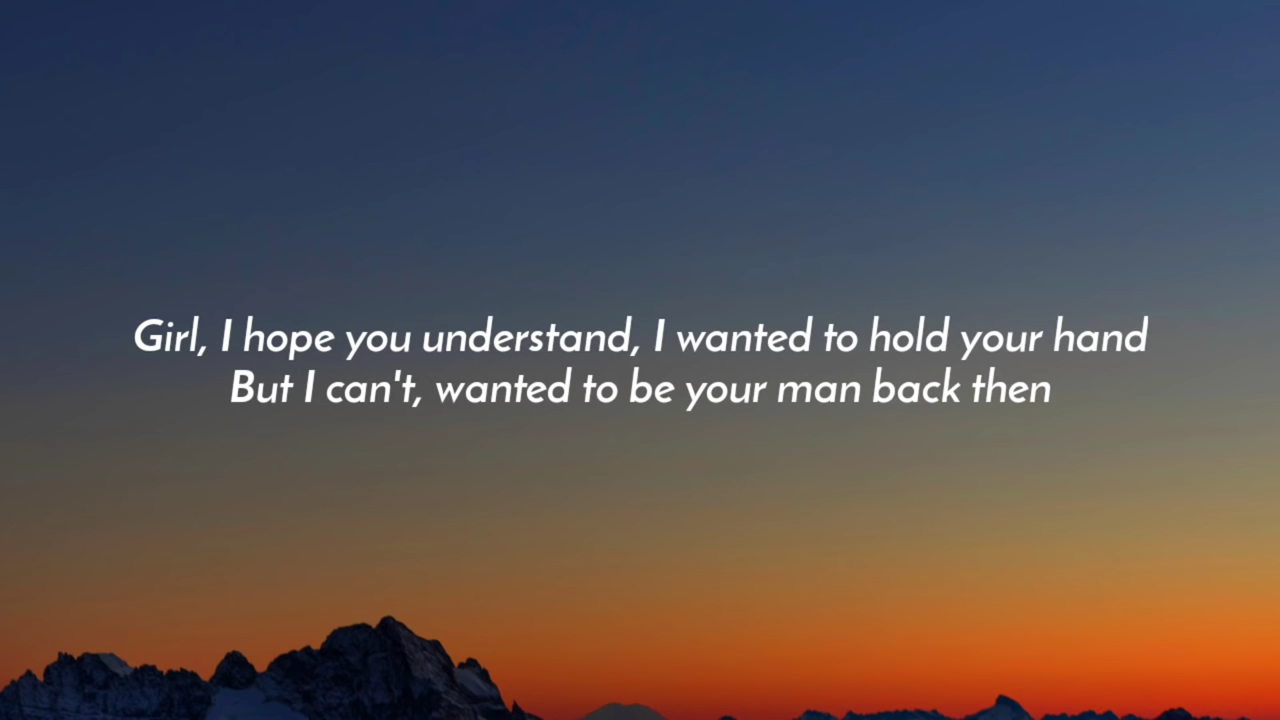 Girl, I hope you understand, I wanted to hold your hand
But I can't, wanted to be your man back then